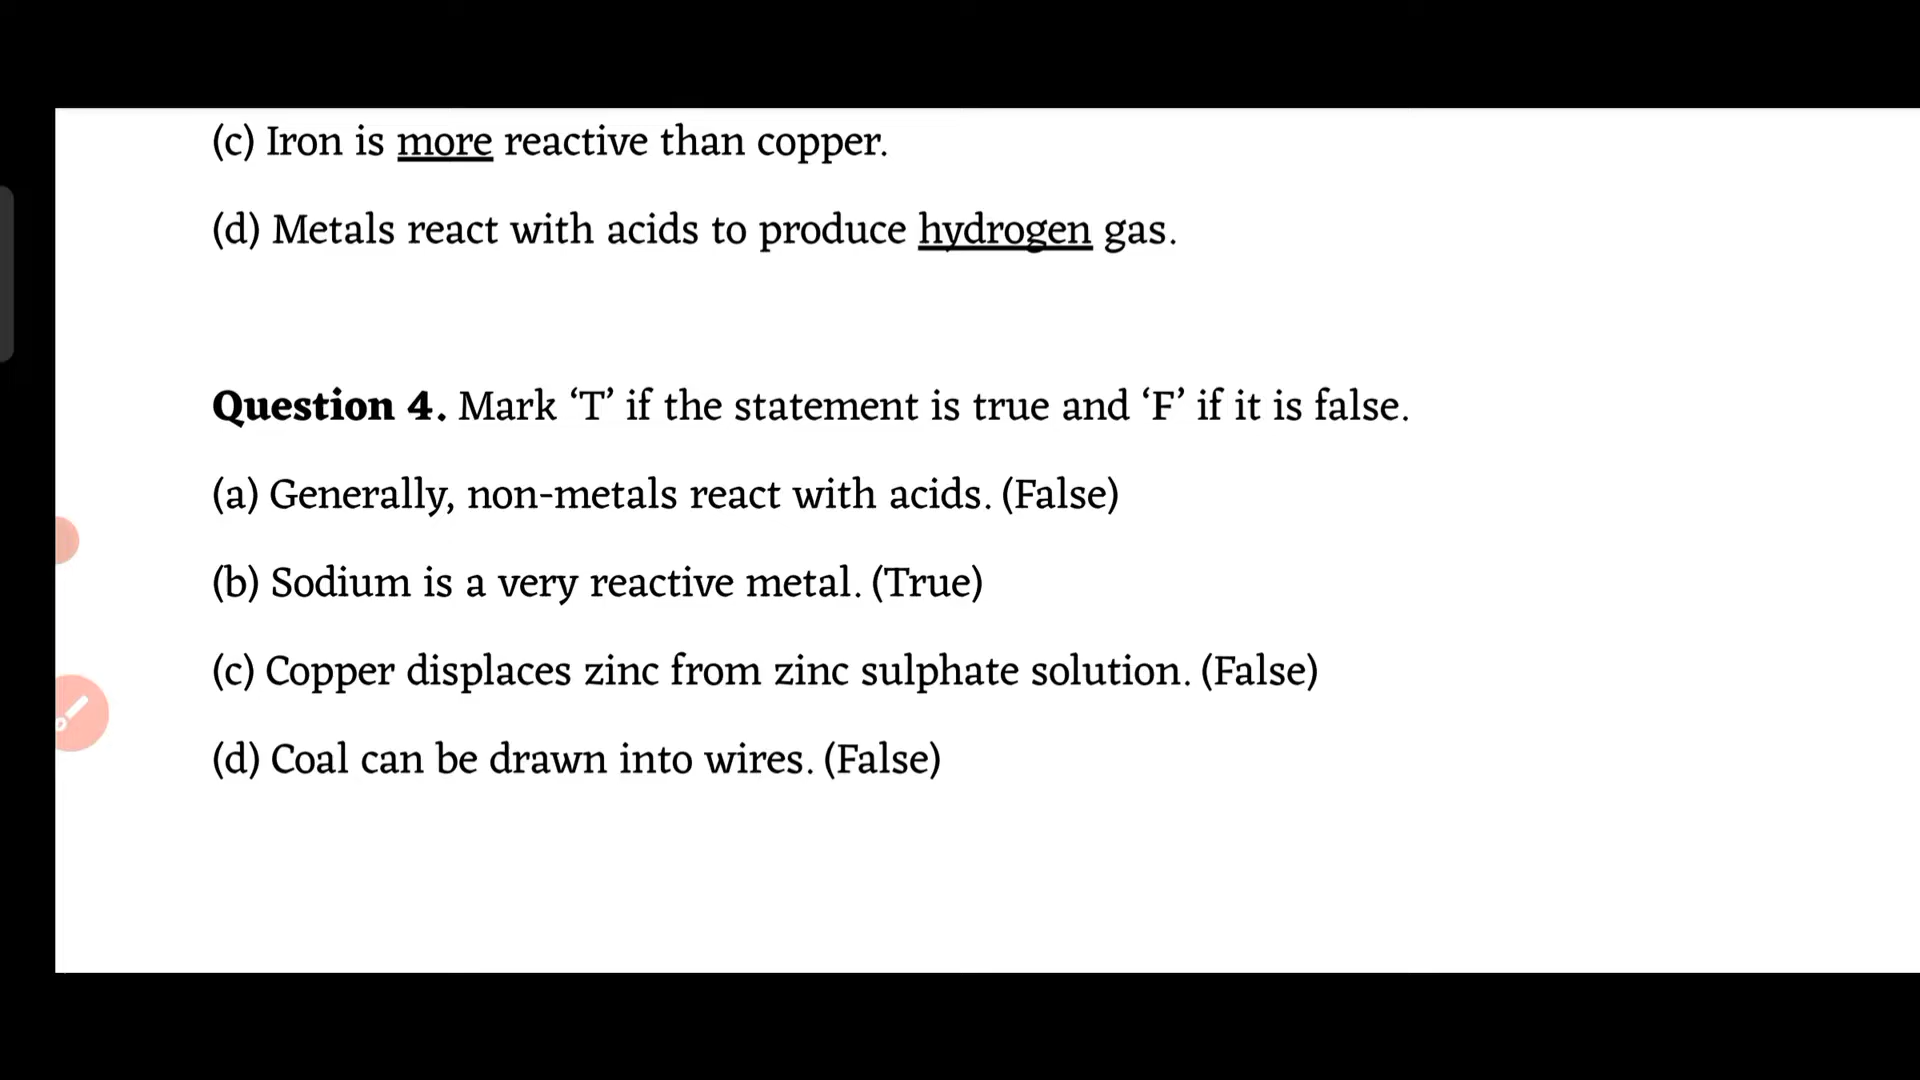 (c) Iron is more reactive than copper.
(d) Metals react with acids to produce hydrogen gas.
Question 4. Mark ‘T’ if the statement is true and ‘F’ if it is false.
(a) Generally, non-metals react with acids. (False)
(b) Sodium is a very reactive metal. (True)
(c) Copper displaces zinc from zinc sulphate solution. (False)
(d) Coal can be drawn into wires. (False)